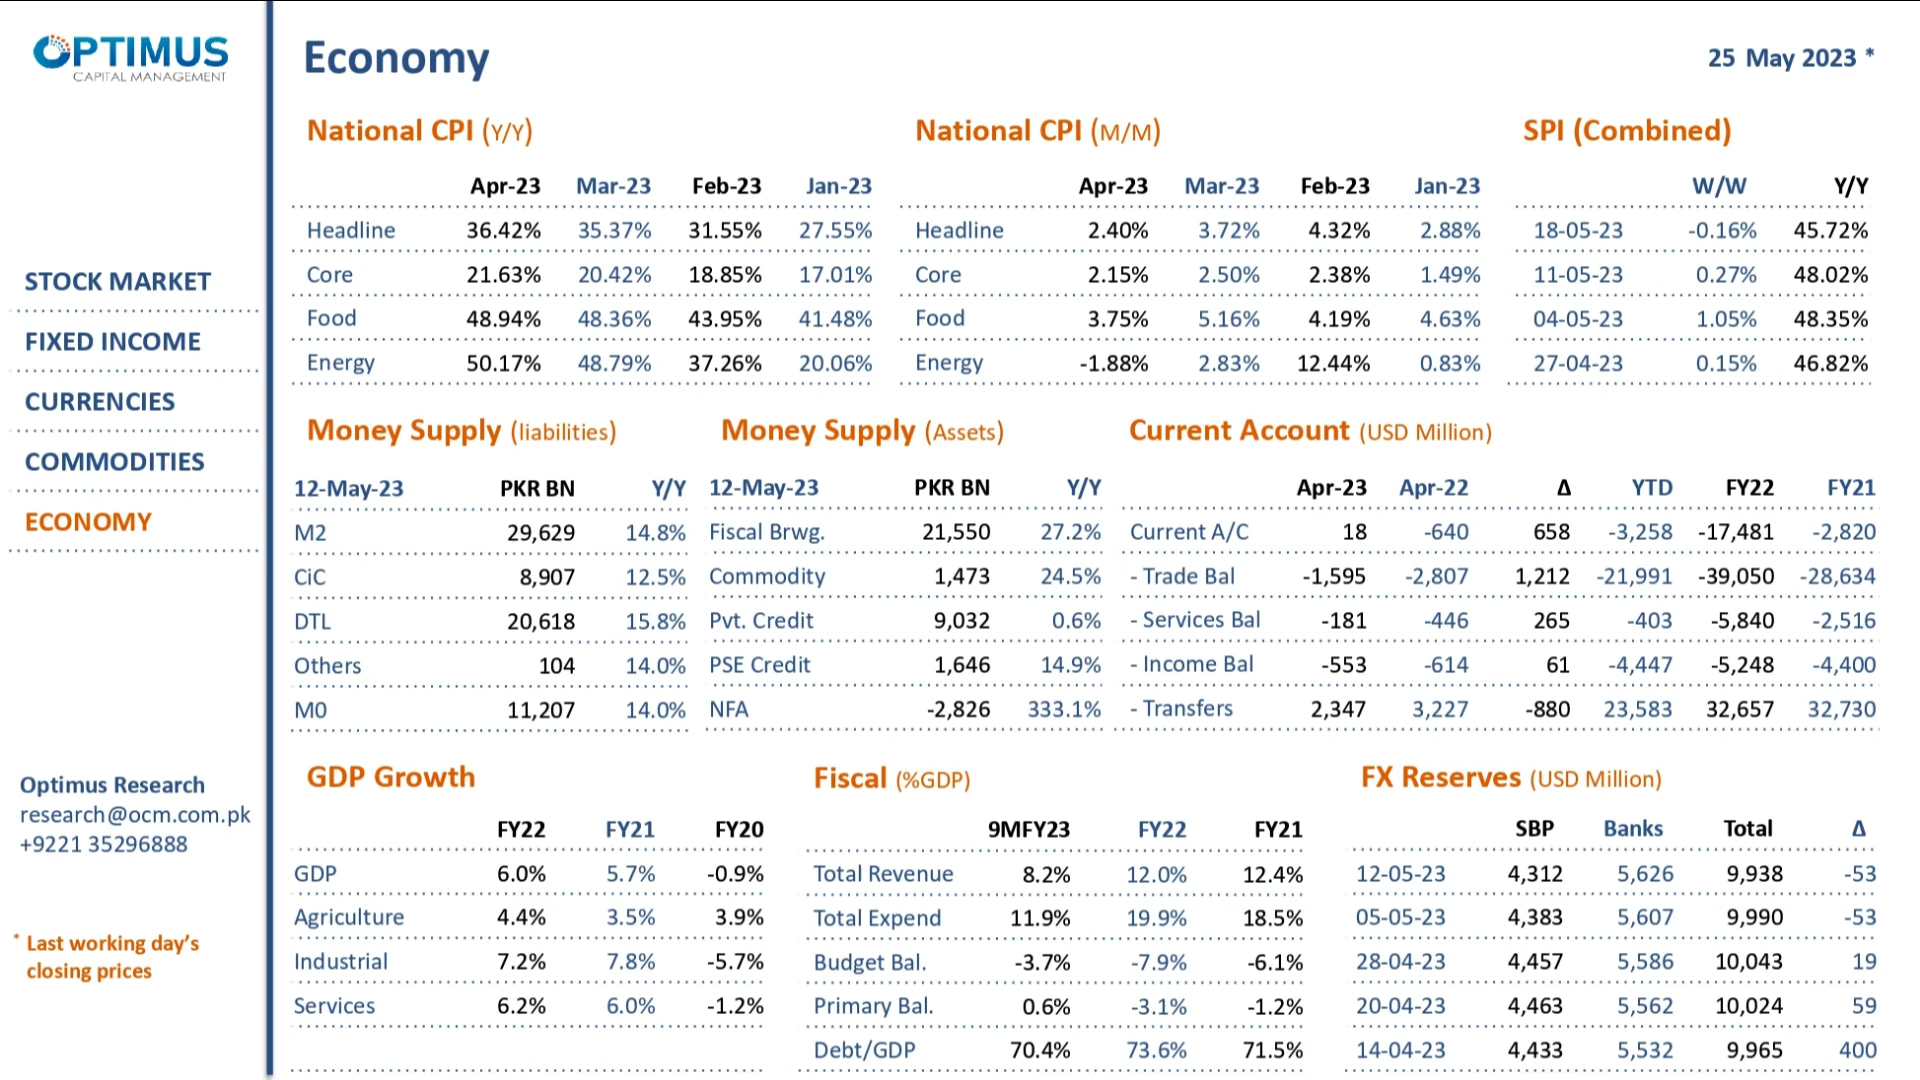 OPTIMUS
CAPITAL MANAGEMENT
Economy
25 May 2023 *
STOCK MARKET
FIXED INCOME
CURRENCIES
COMMODITIES
ECONOMY
Optimus Research
research@ocm.com.pk
+9221 35296888
* Last working day’s
closing prices
National CPI (Y/Y)
Apr-23 Mar-23 Feb-23 Jan-23
Headline 36.42% 35.37% 31.55% 27.55%
Core 21.63% 20.42% 18.85% 17.01%
Food 48.94% 48.36% 43.95% 41.48%
Energy 50.17% 48.79% 37.26% 20.06%
National CPI (M/M)
Apr-23 Mar-23 Feb-23 Jan-23
Headline 2.40% 3.72% 4.32% 2.88%
Core 2.15% 2.50% 2.38% 1.49%
Food 3.75% 5.16% 4.19% 4.63%
Energy -1.88% 2.83% 12.44% 0.83%
SPI (Combined)
W/W Y/Y
18-05-23 -0.16% 45.72%
11-05-23 0.27% 48.02%
04-05-23 1.05% 48.35%
27-04-23 0.15% 46.82%
Money Supply (liabilities)
12-May-23 PKR BN Y/Y
M2 29,629 14.8%
CiC 8,907 12.5%
DTL 20,618 15.8%
Others 104 14.0%
M0 11,207 14.0%
Money Supply (Assets)
12-May-23 PKR BN Y/Y
Fiscal Brwg. 21,550 27.2%
Commodity 1,473 24.5%
Pvt. Credit 9,032 0.6%
PSE Credit 1,646 14.9%
NFA -2,826 333.1%
Current Account (USD Million)
Apr-23 Apr-22 Δ YTD FY22 FY21
Current A/C 18 -640 658 -3,258 -17,481 -2,820
- Trade Bal -1,595 -2,807 1,212 -21,991 -39,050 -28,634
- Services Bal -181 -446 265 -403 -5,840 -2,516
- Income Bal -553 -614 61 -4,447 -5,248 -4,400
- Transfers 2,347 3,227 -880 23,583 32,657 32,730
GDP Growth
FY22 FY21 FY20
GDP 6.0% 5.7% -0.9%
Agriculture 4.4% 3.5% 3.9%
Industrial 7.2% 7.8% -5.7%
Services 6.2% 6.0% -1.2%
Fiscal (%GDP)
9MFY23 FY22 FY21
Total Revenue 8.2% 12.0% 12.4%
Total Expend 11.9% 19.9% 18.5%
Budget Bal. -3.7% -7.9% -6.1%
Primary Bal. 0.6% -3.1% -1.2%
Debt/GDP 70.4% 73.6% 71.5%
FX Reserves (USD Million)
SBP Banks Total Δ
12-05-23 4,312 5,626 9,938 -53
05-05-23 4,383 5,607 9,990 -53
28-04-23 4,457 5,586 10,043 19
20-04-23 4,463 5,562 10,024 59
14-04-23 4,433 5,532 9,965 400